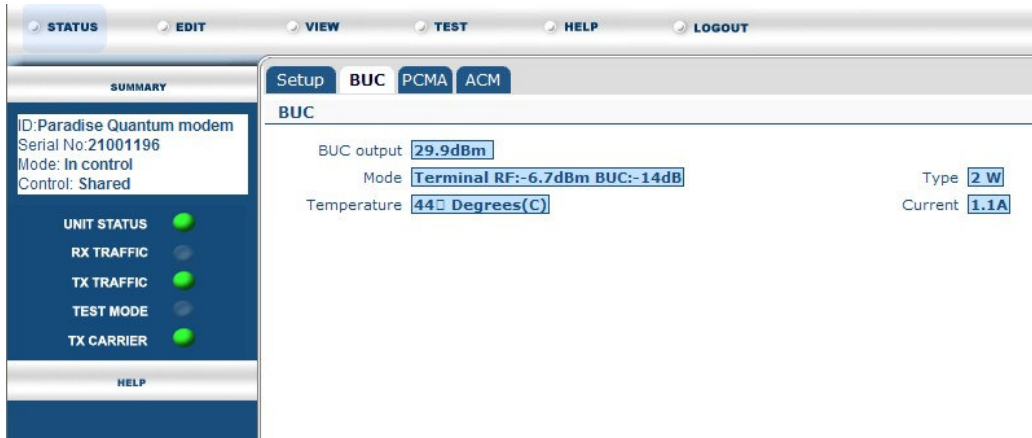 STATUS EDIT VIEW TEST HELP LOGOUT
SUMMARY
ID:Paradise Quantum modem
Serial No:21001196
Mode: In control
Control: Shared
UNIT STATUS
RX TRAFFIC
TX TRAFFIC
TEST MODE
TX CARRIER
HELP
Setup BUC PCMA ACM
BUC
BUC output 29.9dBm
Mode Terminal RF:-6.7dBm BUC:-14dB Type 2 W
Temperature 44▯ Degrees(C) Current 1.1A